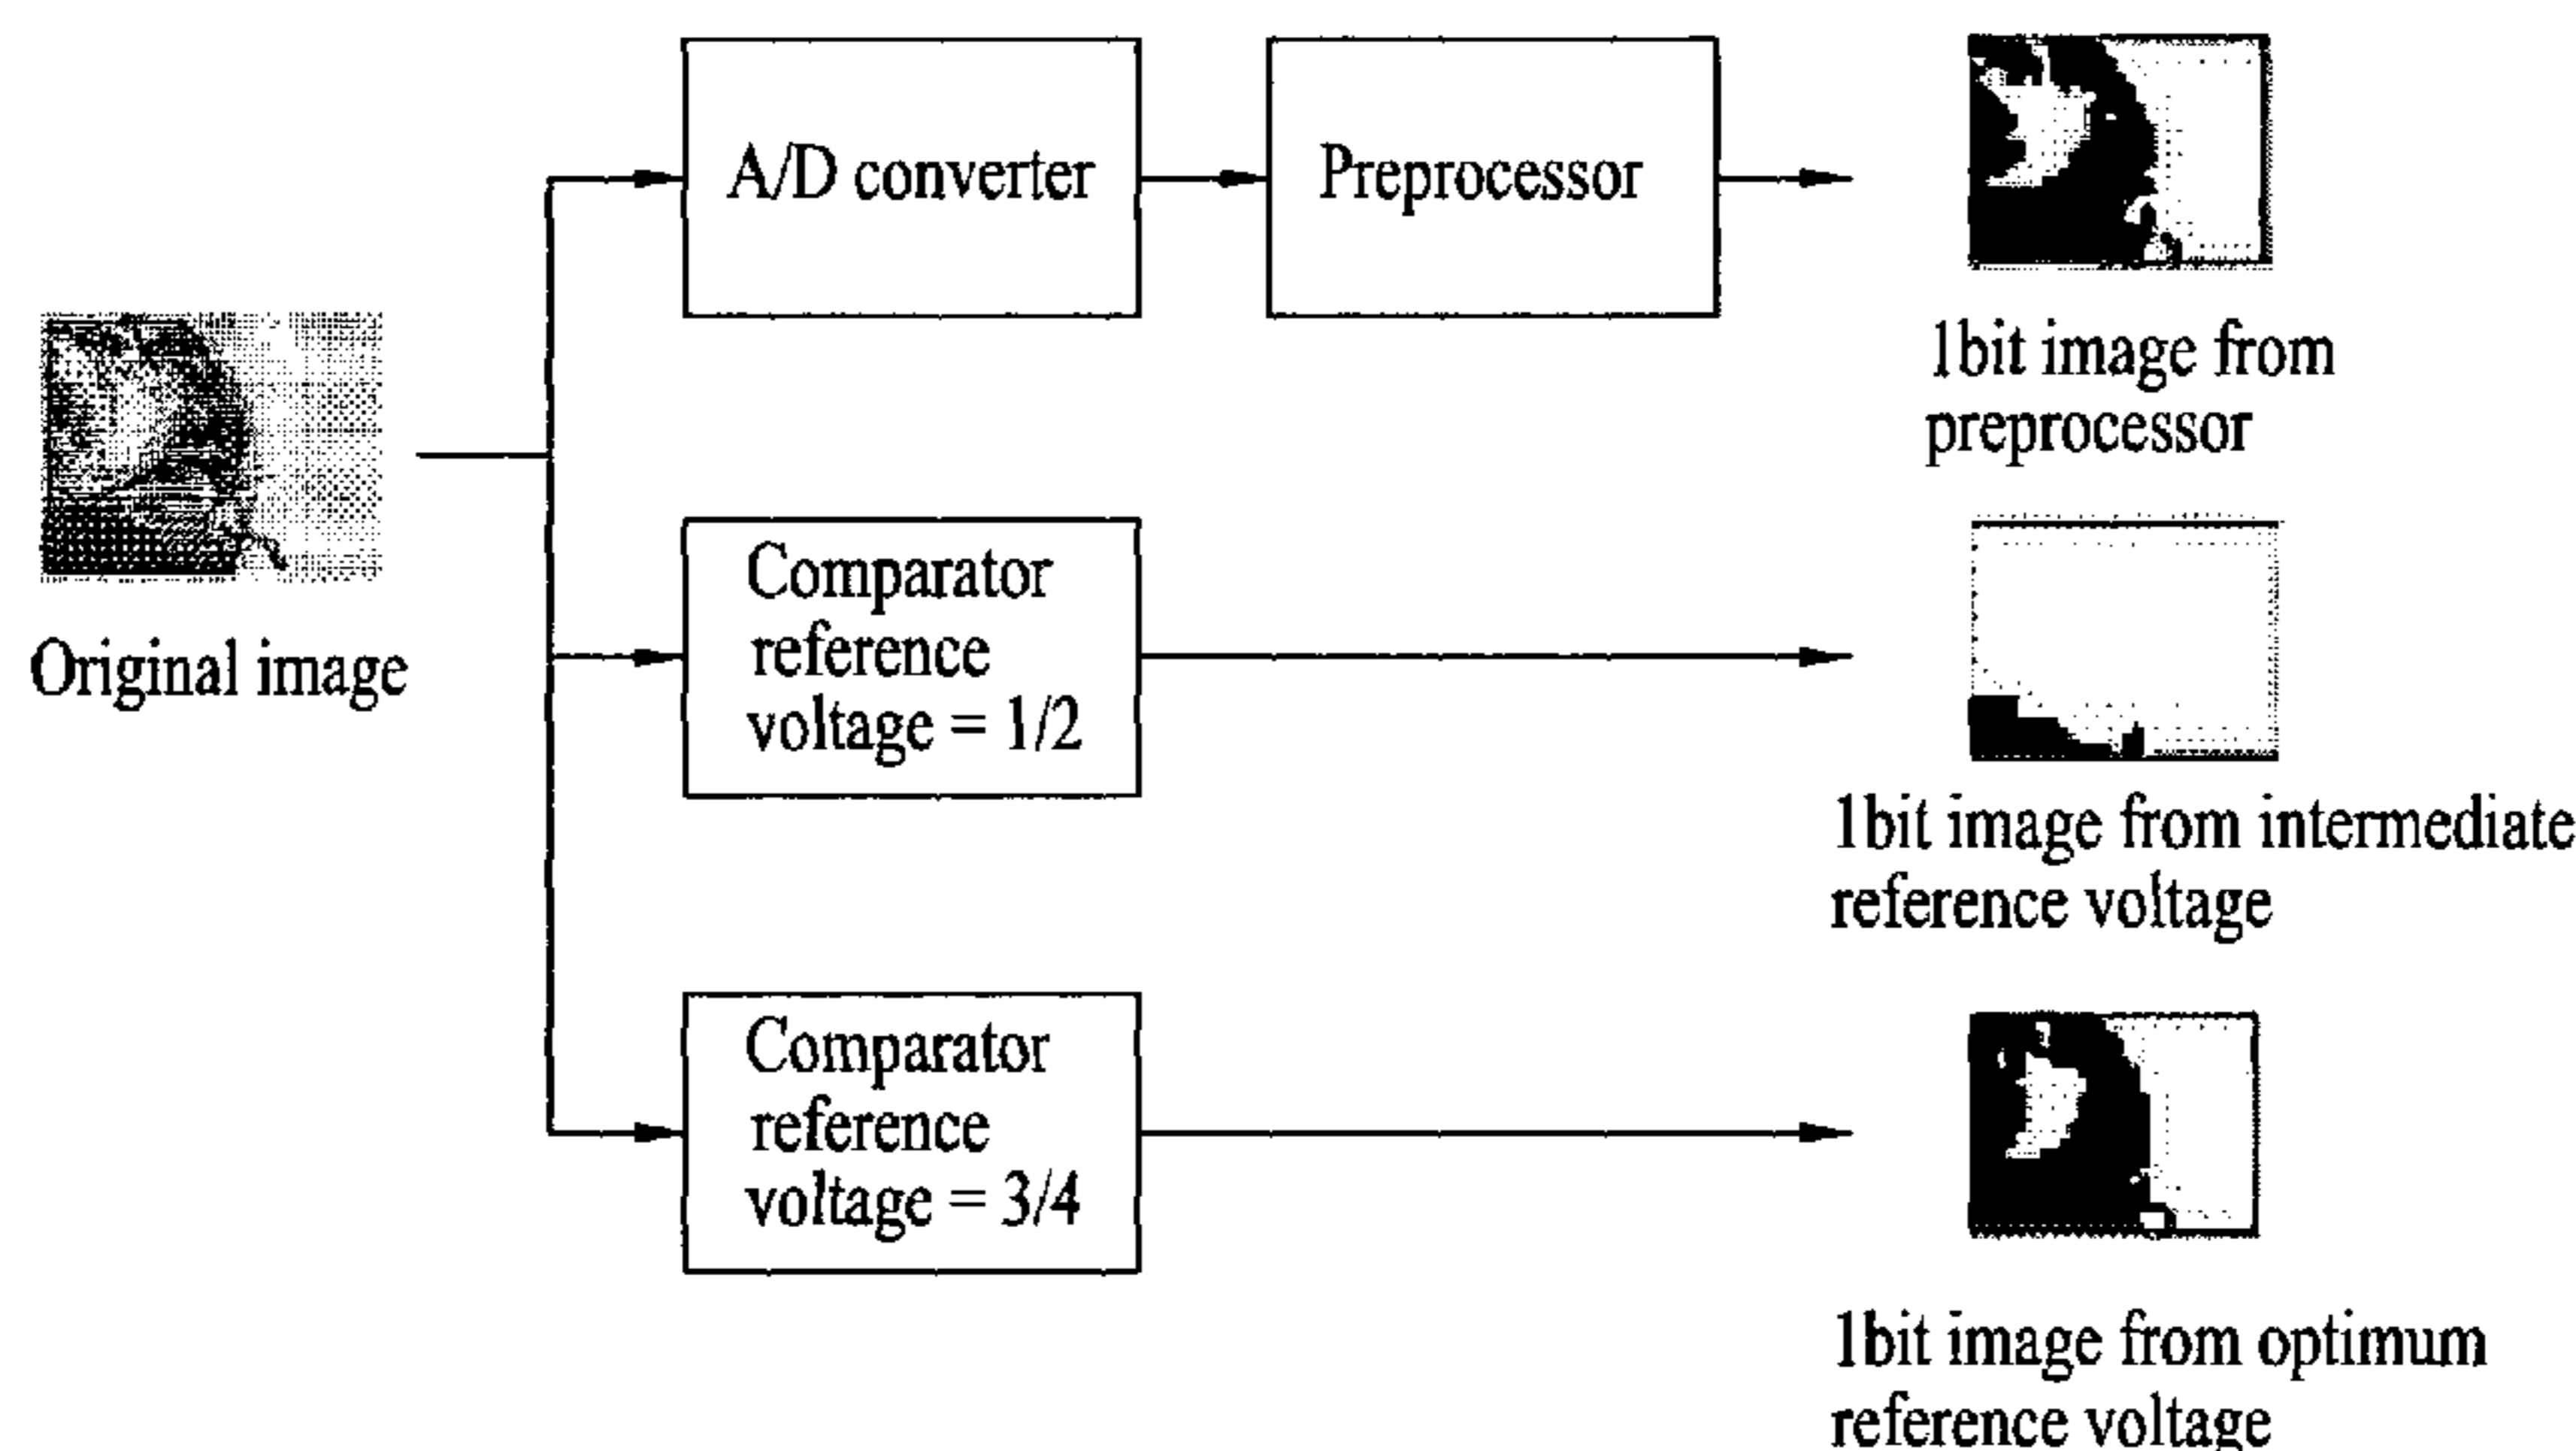 A/D converter
Preprocessor
1bit image from
preprocessor
Original image
Comparator
reference
voltage = 1/2
1bit image from intermediate
reference voltage
Comparator
reference
voltage = 3/4
1bit image from optimum
reference voltage